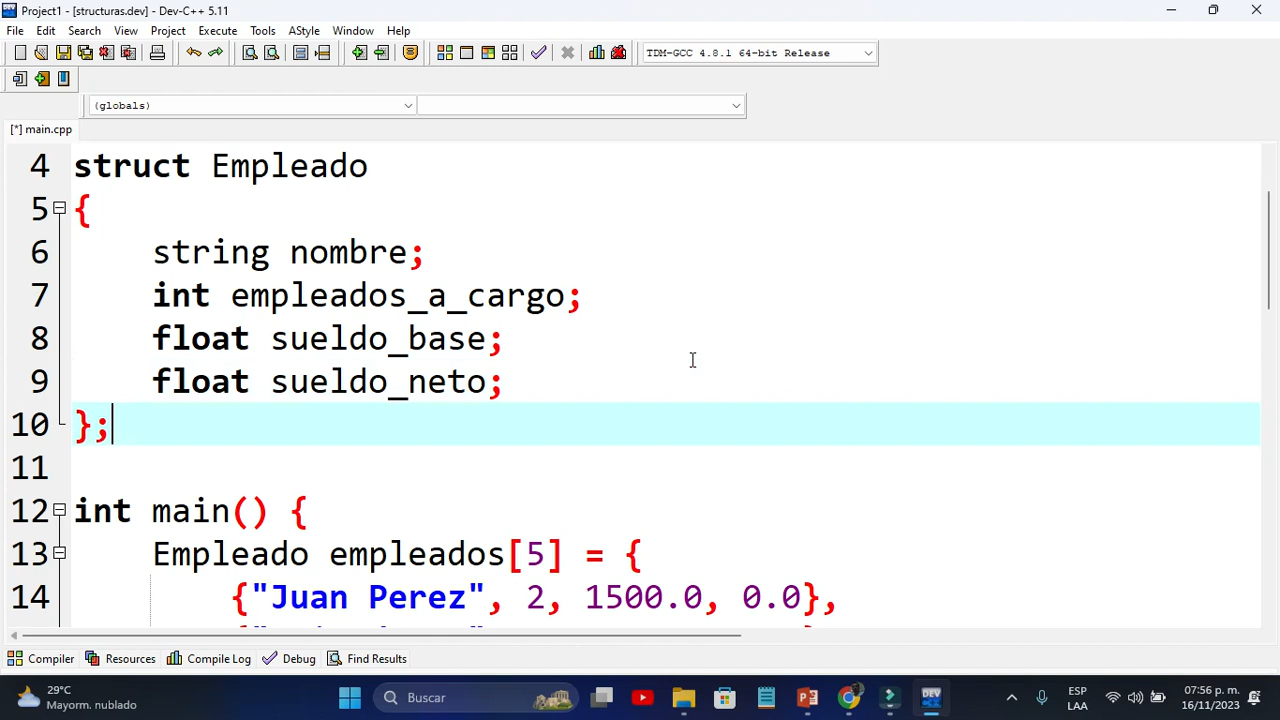 Project1 - [structuras.dev] - Dev-C++ 5.11
File Edit Search View Project Execute Tools AStyle Window Help
TDM-GCC 4.8.1 64-bit Release
(globals)
[*] main.cpp
4 struct Empleado
5 {
6 string nombre;
7 int empleados_a_cargo;
8 float sueldo_base;
9 float sueldo_neto;
10 };
11
12 int main() {
13 Empleado empleados[5] = {
14 {"Juan Perez", 2, 1500.0, 0.0},
Compiler Resources Compile Log Debug Find Results
29°C
Mayorm. nublado
Buscar
DEV
ESP
LAA
07:56 p. m.
16/11/2023